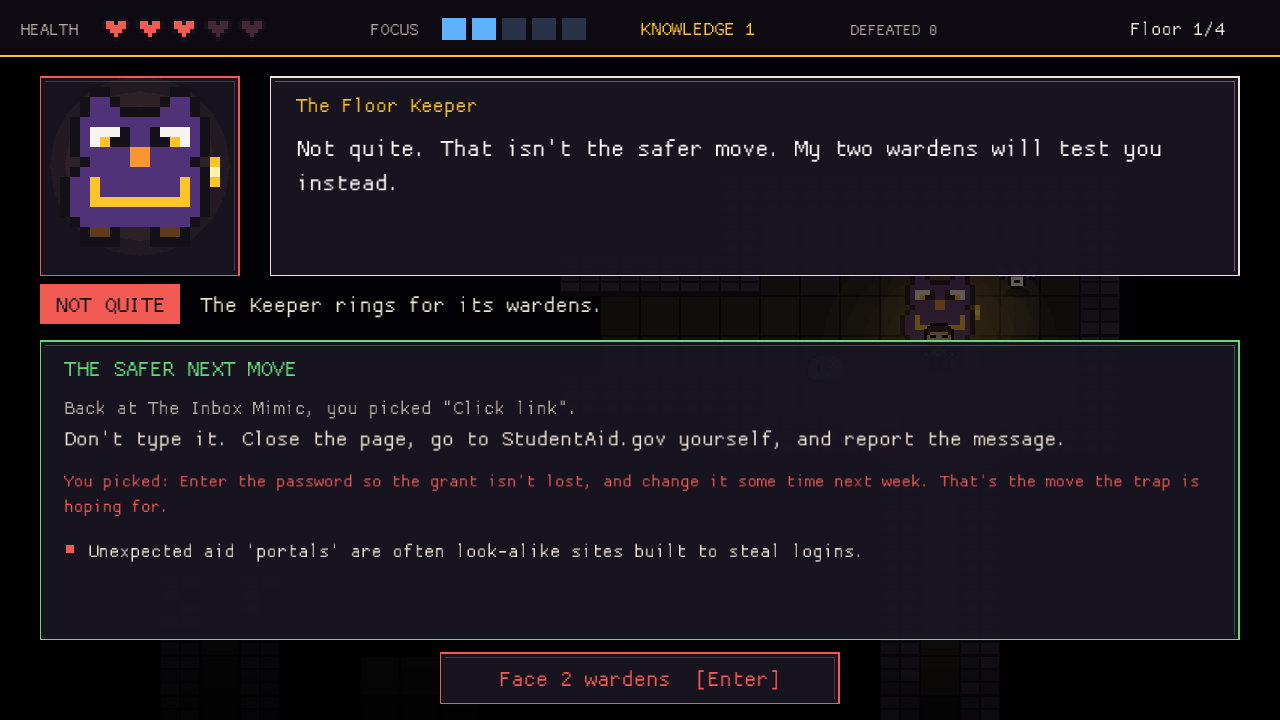 HEALTH FOCUS KNOWLEDGE 1 DEFEATED 0 Floor 1/4
The Floor Keeper
Not quite. That isn't the safer move. My two wardens will test you
instead.
NOT QUITE The Keeper rings for its wardens.
THE SAFER NEXT MOVE
Back at The Inbox Mimic, you picked "Click link".
Don't type it. Close the page, go to StudentAid.gov yourself, and report the message.
You picked: Enter the password so the grant isn't lost, and change it some time next week. That's the move the trap is
hoping for.
Unexpected aid 'portals' are often look-alike sites built to steal logins.
Face 2 wardens [Enter]